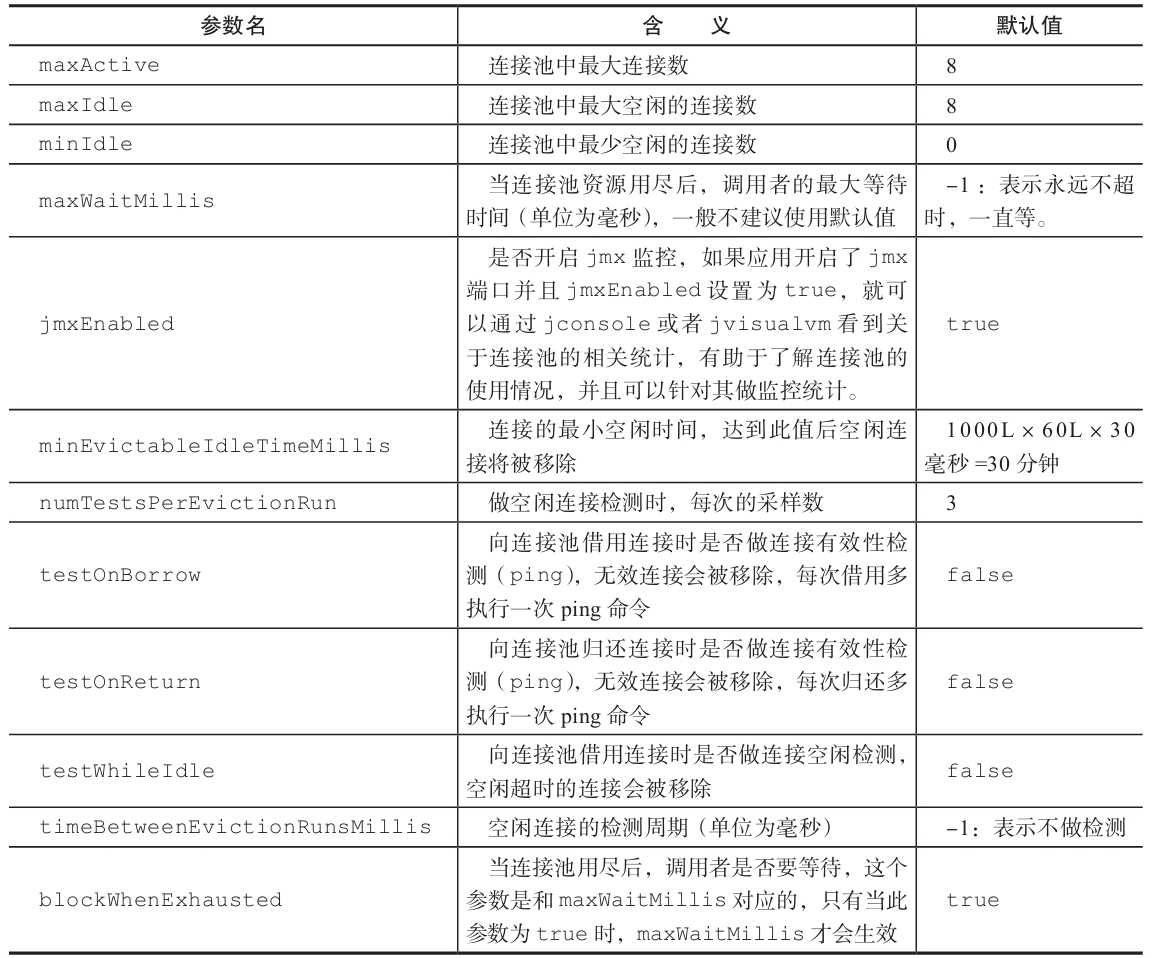 参数名 含 义 默认值
maxActive 连接池中最大连接数 8
maxIdle 连接池中最大空闲的连接数 8
minIdle 连接池中最少空闲的连接数 0
maxWaitMillis
当连接池资源用尽后，调用者的最大等待
时间（单位为毫秒），一般不建议使用默认值
-1：表示永远不超
时，一直等。
jmxEnabled
是否开启 jmx 监控，如果应用开启了 jmx
端口并且 jmxEnabled 设置为 true，就可
以通过 jconsole 或者 jvisualvm 看到关
于连接池的相关统计，有助于了解连接池的
使用情况，并且可以针对其做监控统计。
true
minEvictableIdleTimeMillis
连接的最小空闲时间，达到此值后空闲连
接将被移除
1000L × 60L × 30
毫秒 =30 分钟
numTestsPerEvictionRun 做空闲连接检测时，每次的采样数 3
testOnBorrow
向连接池借用连接时是否做连接有效性检
测（ping），无效连接会被移除，每次借用多
执行一次 ping 命令
false
testOnReturn
向连接池归还连接时是否做连接有效性检
测（ping），无效连接会被移除，每次归还多
执行一次 ping 命令
false
testWhileIdle
向连接池借用连接时是否做连接空闲检测，
空闲超时的连接会被移除
false
timeBetweenEvictionRunsMillis 空闲连接的检测周期（单位为毫秒） -1：表示不做检测
blockWhenExhausted
当连接池用尽后，调用者是否要等待，这个
参数是和 maxWaitMillis 对应的，只有当此
参数为 true 时，maxWaitMillis 才会生效
true